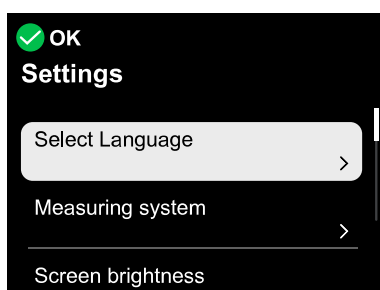 OK
Settings
Select Language
Measuring system
Screen brightness